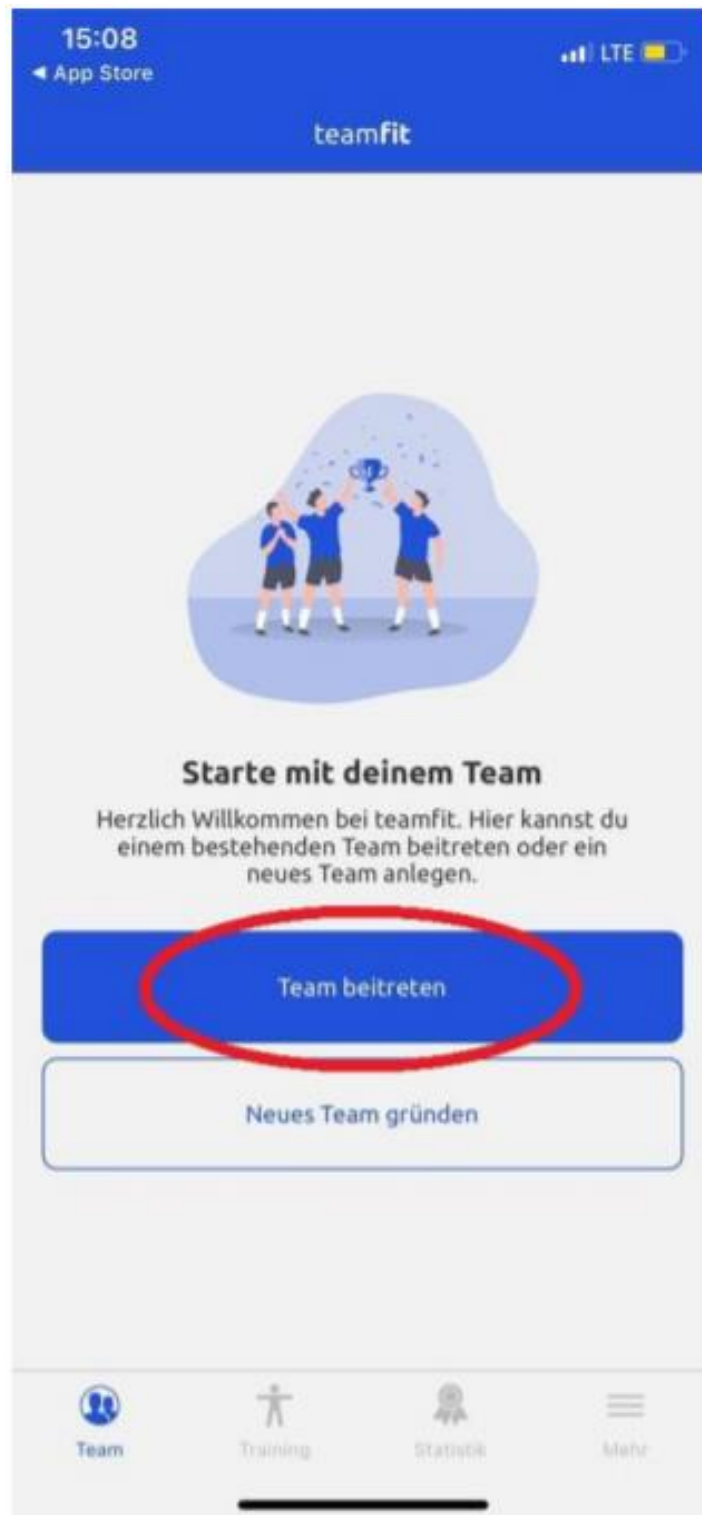 15:08
◀ App Store
LTE
teamfit
Starte mit deinem Team
Herzlich Willkommen bei teamfit. Hier kannst du
einem bestehenden Team beitreten oder ein
neues Team anlegen.
Team beitreten
Neues Team gründen
Team Training Statistik Mehr